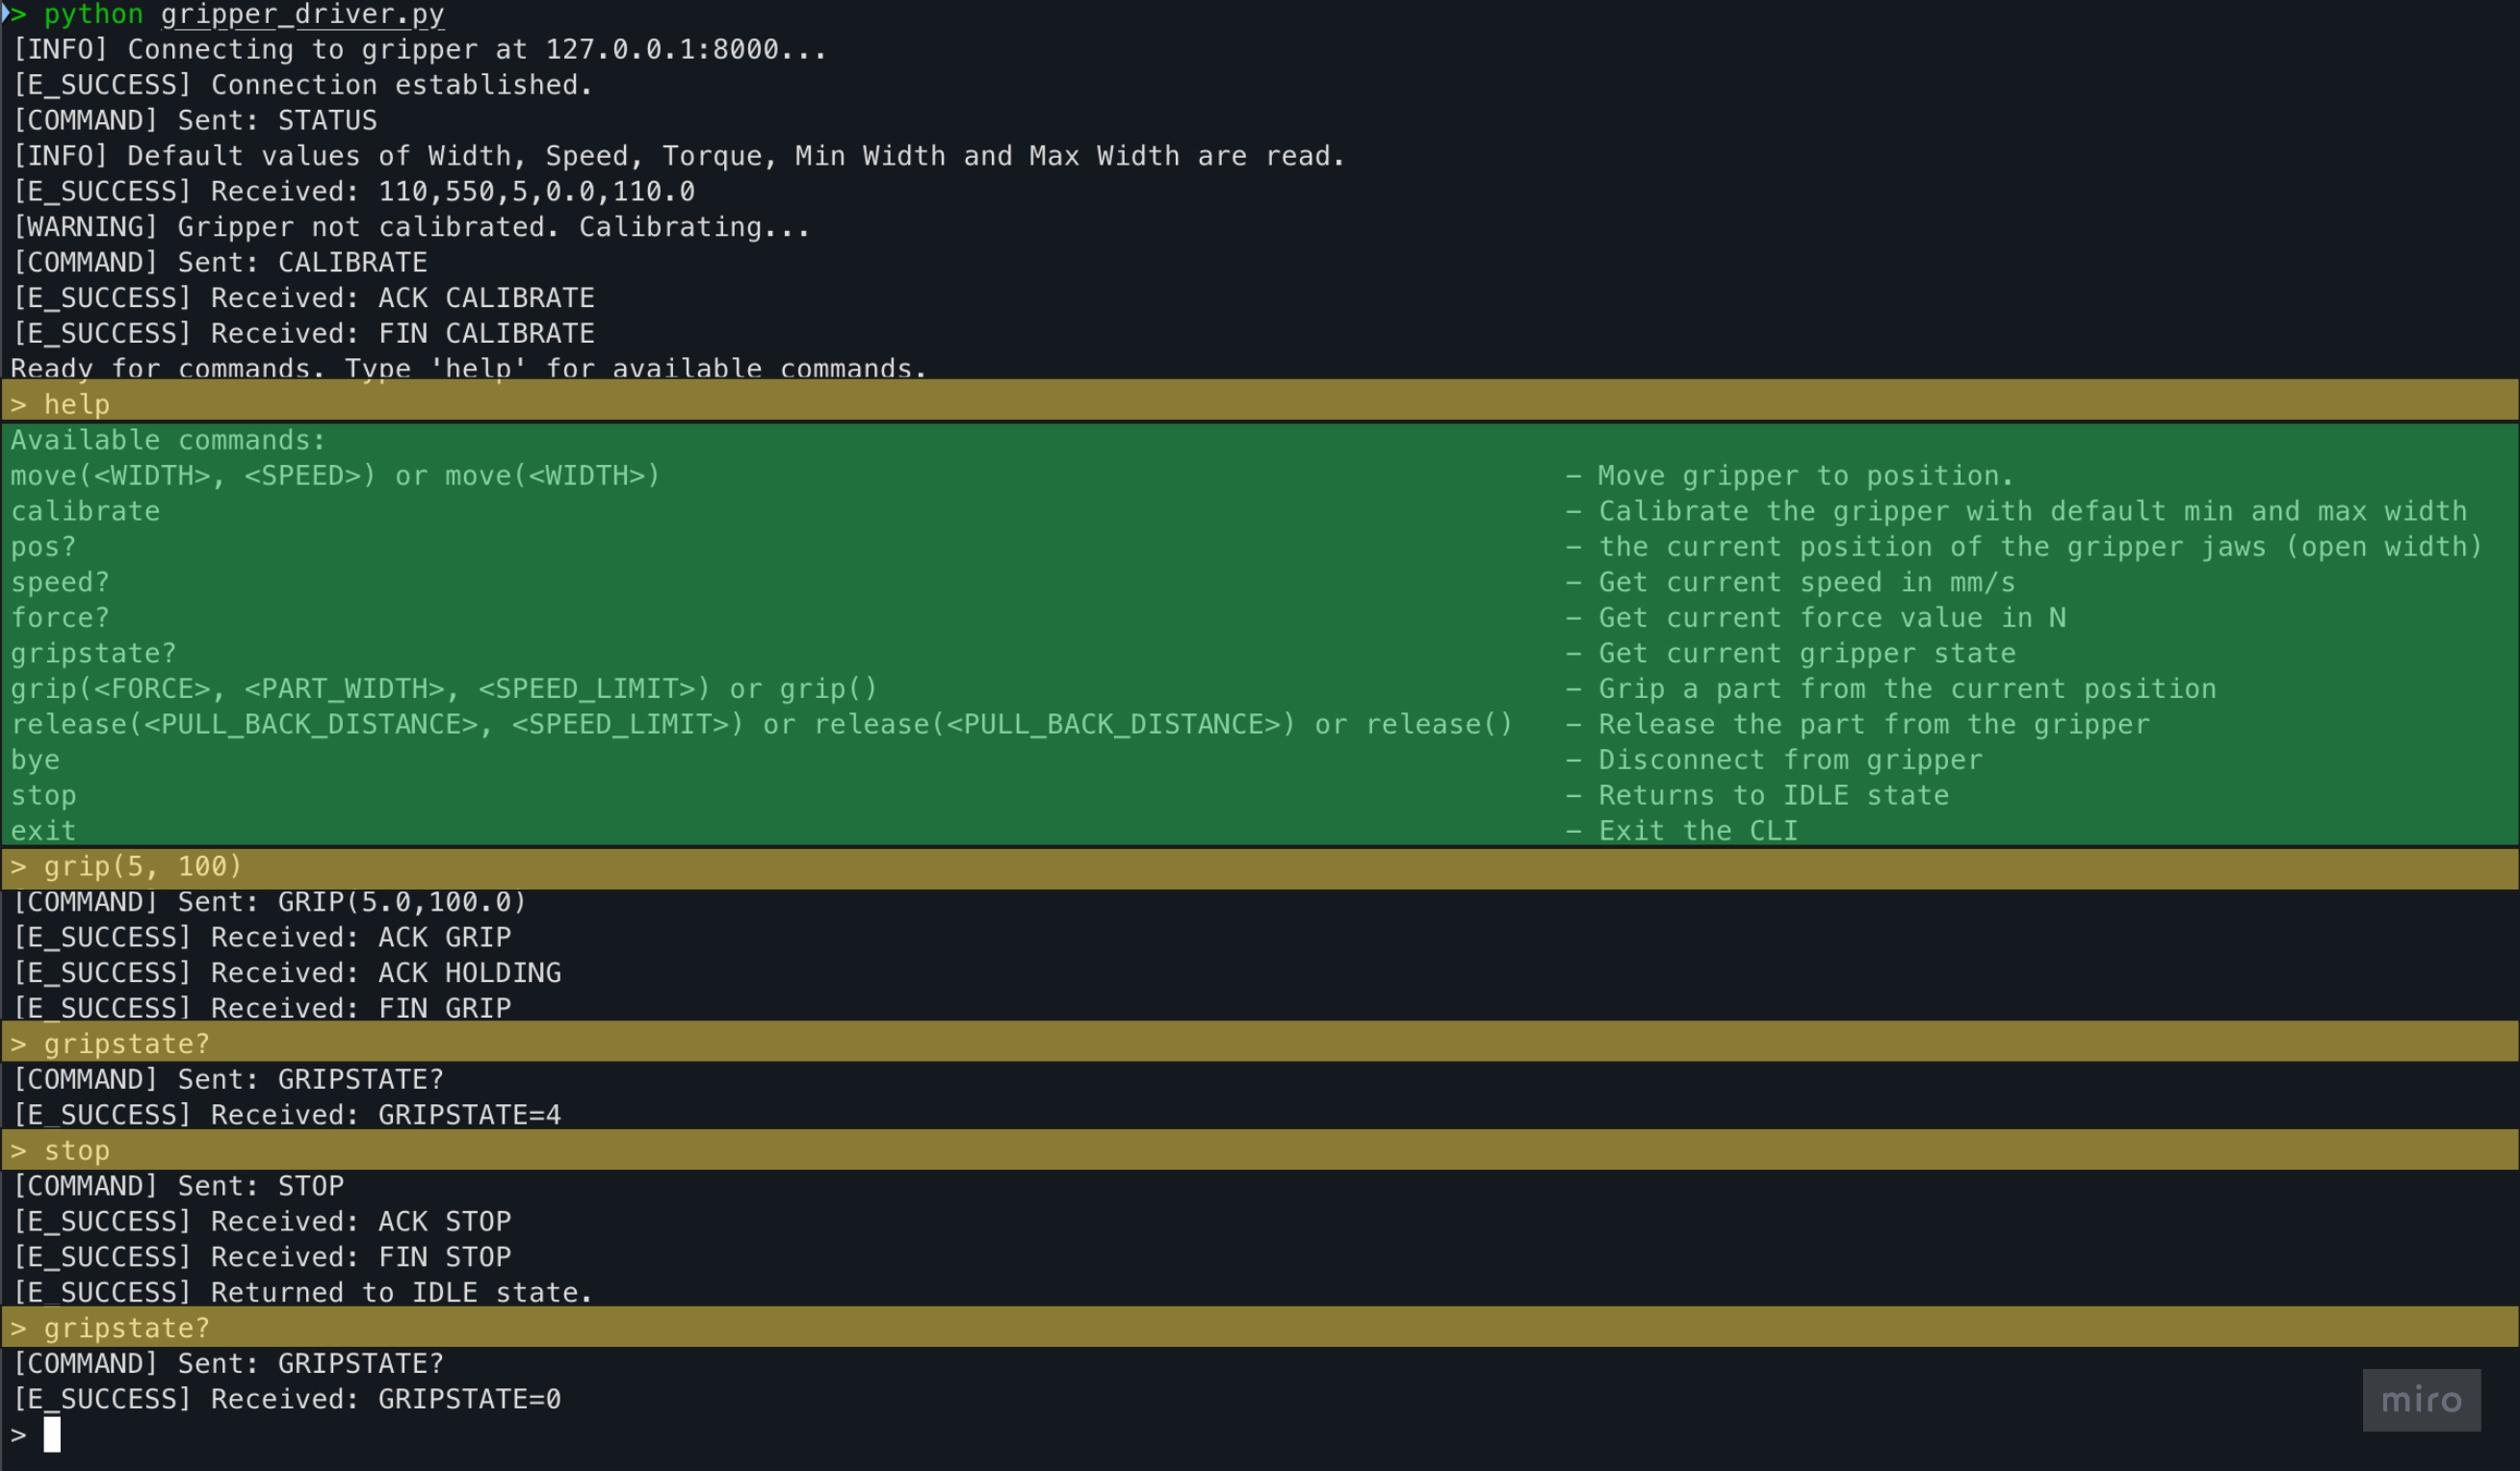 > python gripper_driver.py
[INFO] Connecting to gripper at 127.0.0.1:8000...
[E_SUCCESS] Connection established.
[COMMAND] Sent: STATUS
[INFO] Default values of Width, Speed, Torque, Min Width and Max Width are read.
[E_SUCCESS] Received: 110,550,5,0.0,110.0
[WARNING] Gripper not calibrated. Calibrating...
[COMMAND] Sent: CALIBRATE
[E_SUCCESS] Received: ACK CALIBRATE
[E_SUCCESS] Received: FIN CALIBRATE
Ready for commands. Type 'help' for available commands.
> help
Available commands:
move(<WIDTH>, <SPEED>) or move(<WIDTH>) – Move gripper to position.
calibrate – Calibrate the gripper with default min and max width
pos? – the current position of the gripper jaws (open width)
speed? – Get current speed in mm/s
force? – Get current force value in N
gripstate? – Get current gripper state
grip(<FORCE>, <PART_WIDTH>, <SPEED_LIMIT>) or grip() – Grip a part from the current position
release(<PULL_BACK_DISTANCE>, <SPEED_LIMIT>) or release(<PULL_BACK_DISTANCE>) or release() – Release the part from the gripper
bye – Disconnect from gripper
stop – Returns to IDLE state
exit – Exit the CLI
> grip(5, 100)
[COMMAND] Sent: GRIP(5.0,100.0)
[E_SUCCESS] Received: ACK GRIP
[E_SUCCESS] Received: ACK HOLDING
[E_SUCCESS] Received: FIN GRIP
> gripstate?
[COMMAND] Sent: GRIPSTATE?
[E_SUCCESS] Received: GRIPSTATE=4
> stop
[COMMAND] Sent: STOP
[E_SUCCESS] Received: ACK STOP
[E_SUCCESS] Received: FIN STOP
[E_SUCCESS] Returned to IDLE state.
> gripstate?
[COMMAND] Sent: GRIPSTATE?
[E_SUCCESS] Received: GRIPSTATE=0
>
miro